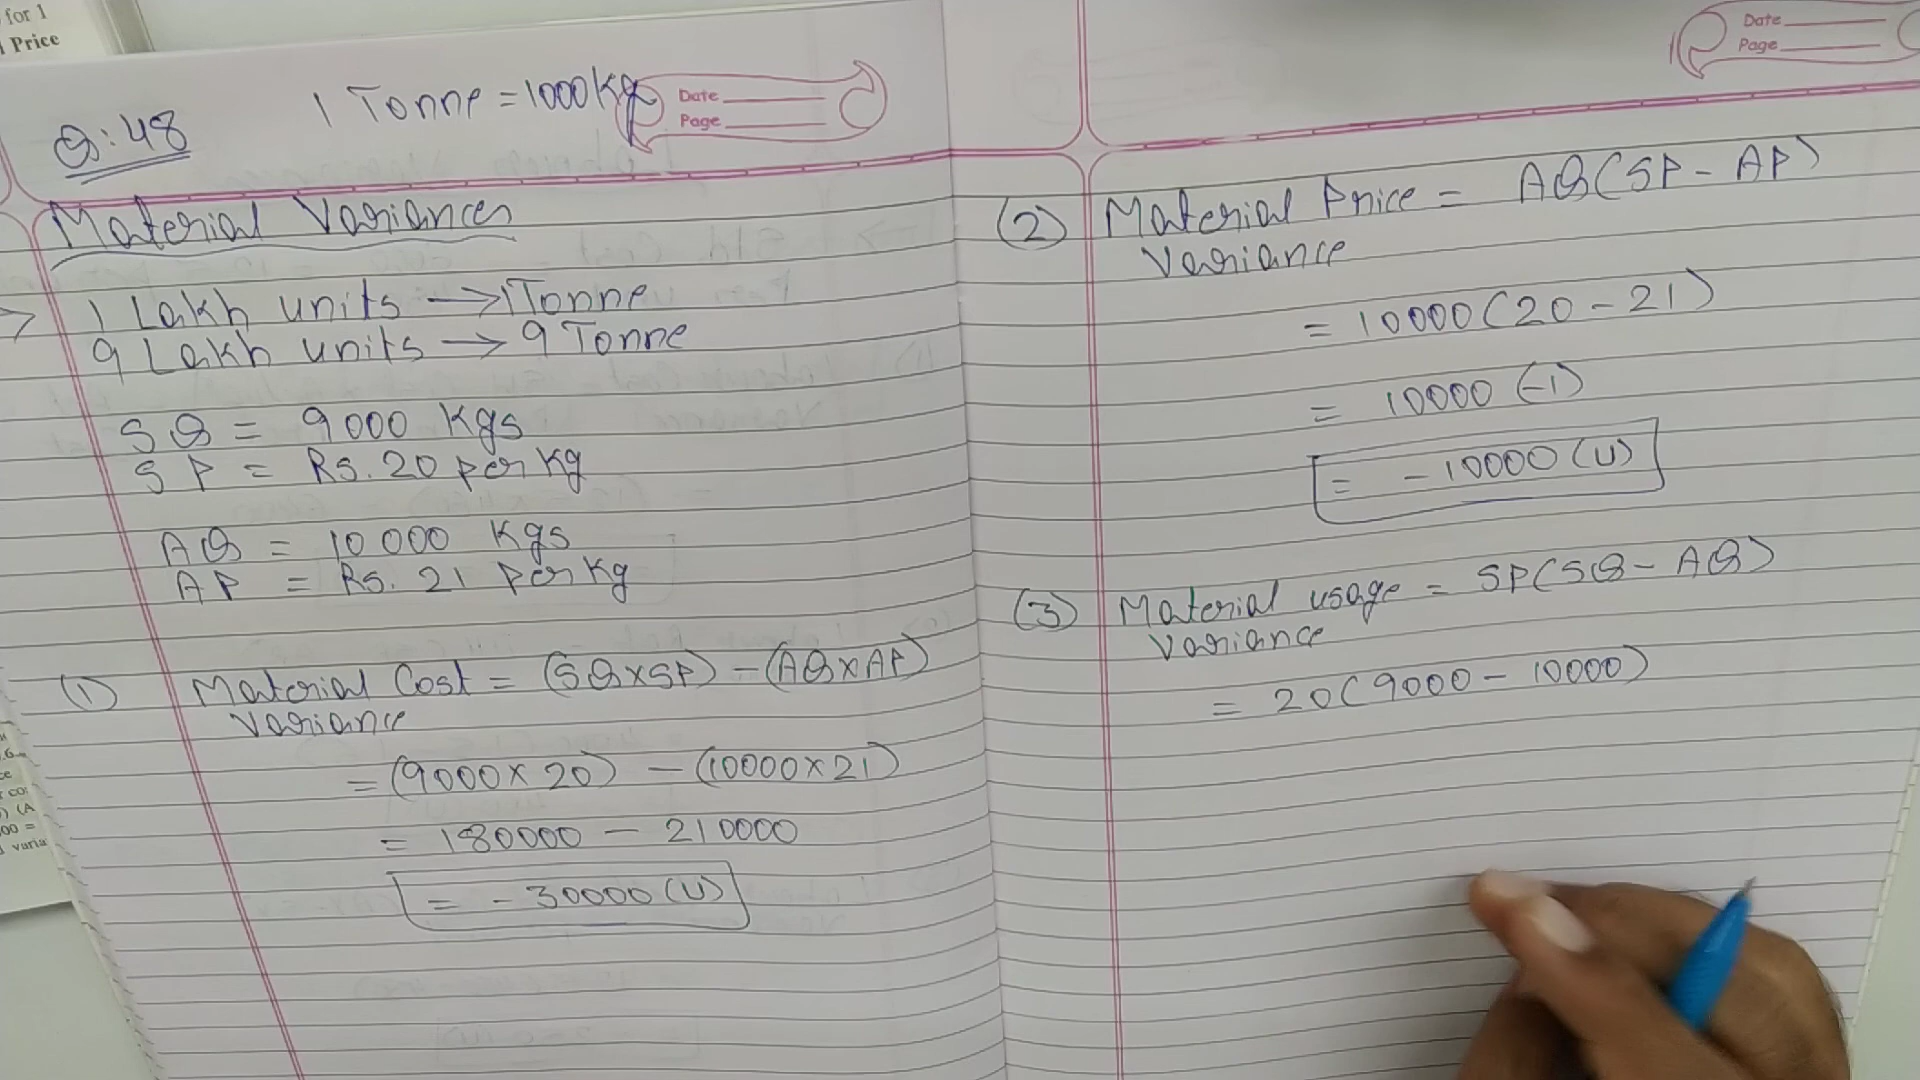 for 1
Price
Q:48
1 Tonne = 1000 Kg
Date
Page
Material Variances
1 Lakh units → 1 Tonne
9 Lakh units → 9 Tonne
SQ = 9000 Kgs
SP = Rs. 20 per Kg
AQ = 10000 Kgs
AP = Rs. 21 per Kg
(1) Material Cost = (SQ×SP) - (AQ×AP)
Variance
= (9000 × 20) - (10000 × 21)
= 180000 - 210000
= - 30000 (U)
Date
Page
(2) Material Price = AQ(SP - AP)
Variance
= 10000 (20 - 21)
= 10000 (-1)
= - 10000 (U)
(3) Material usage = SP(SQ - AQ)
Variance
= 20 (9000 - 10000)